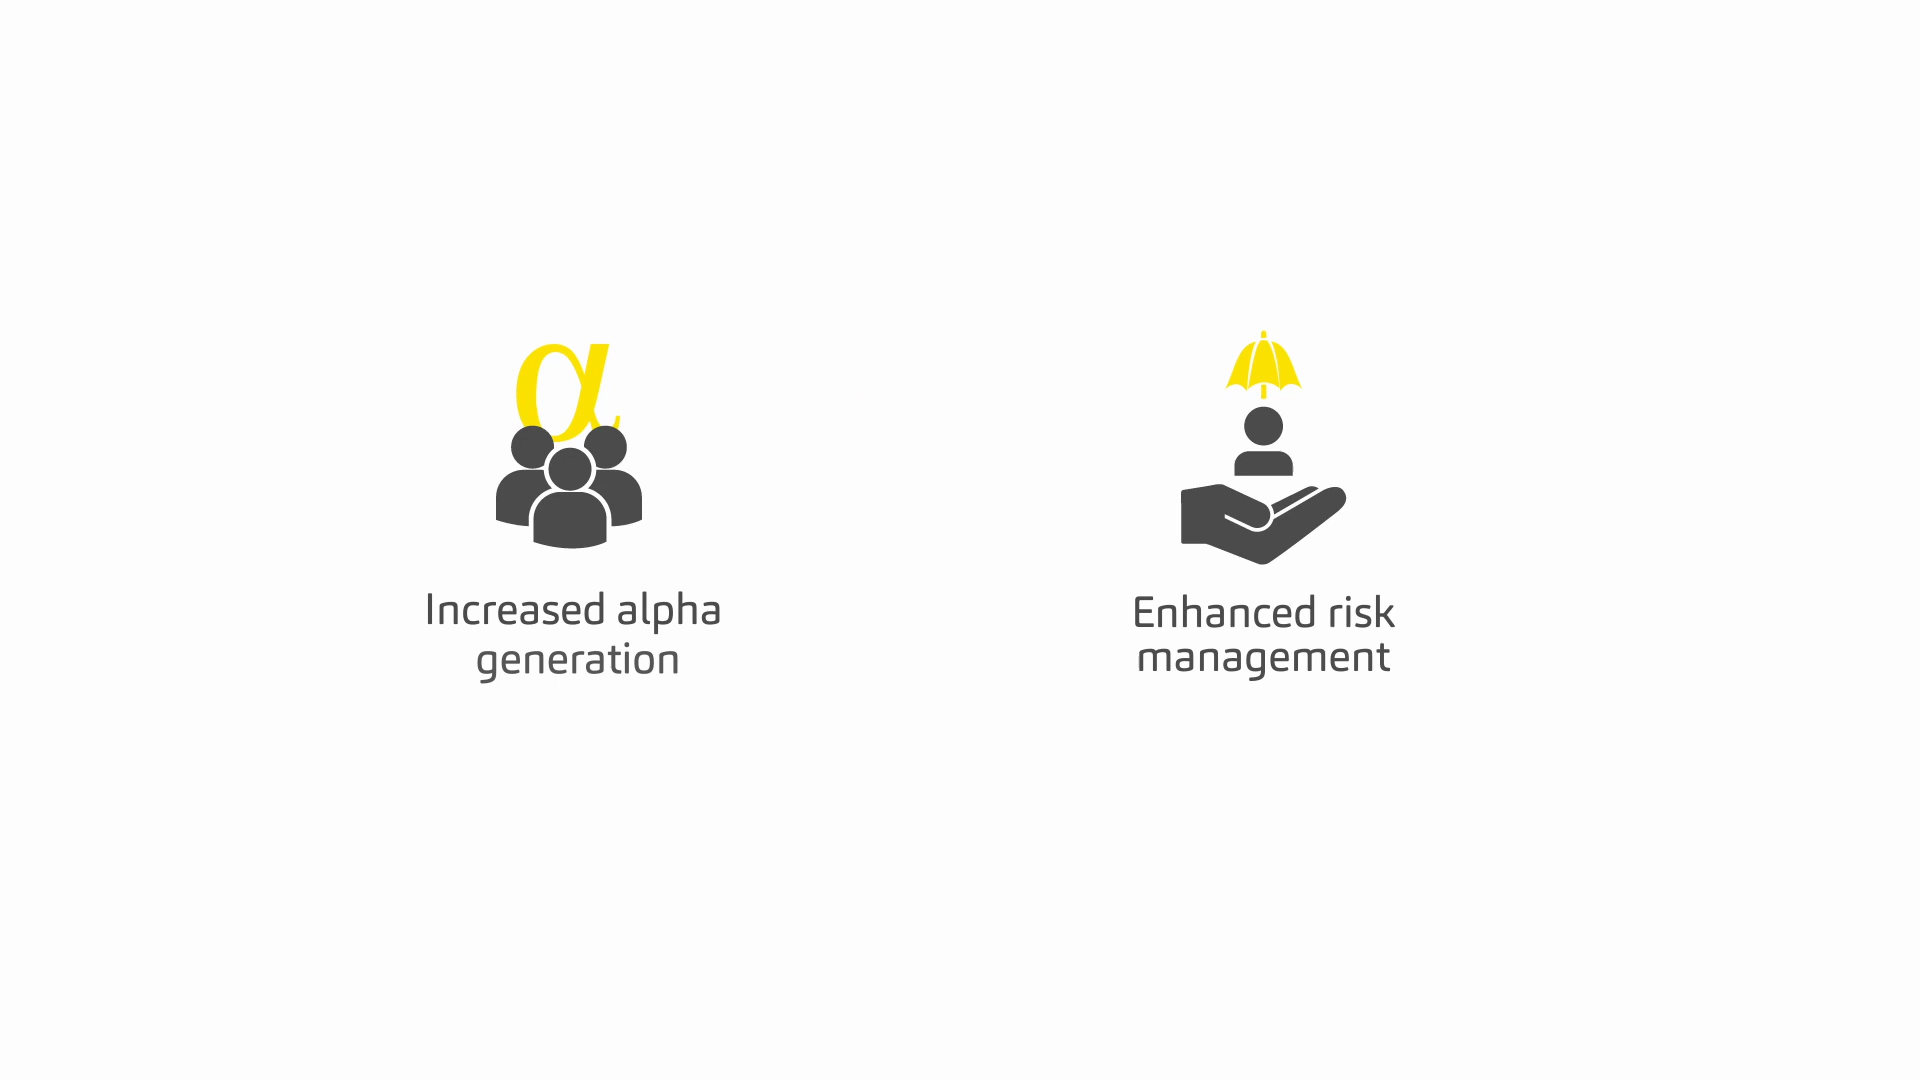 α
Increased alpha
generation
Enhanced risk
management